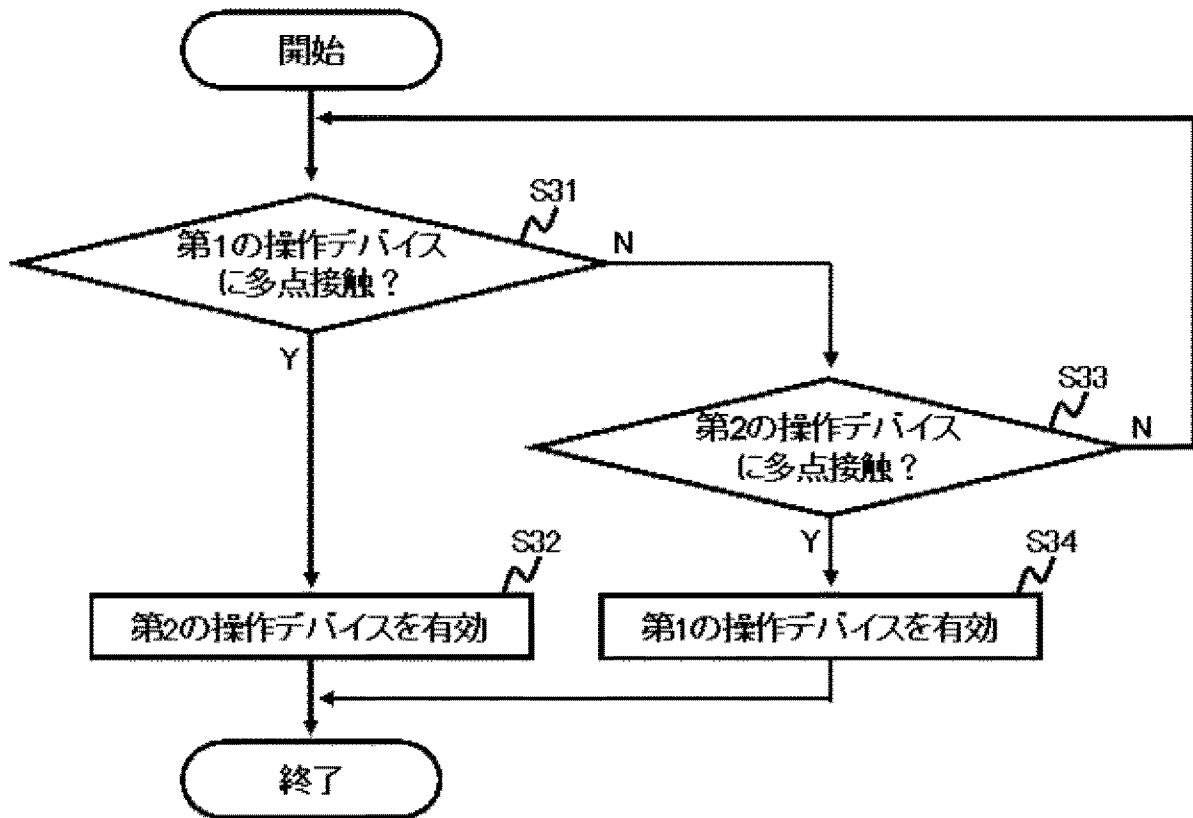 開始
S31
第1の操作デバイス
に多点接触？
N
Y
S33
第2の操作デバイス
に多点接触？
N
Y
S32
第2の操作デバイスを有効
S34
第1の操作デバイスを有効
終了